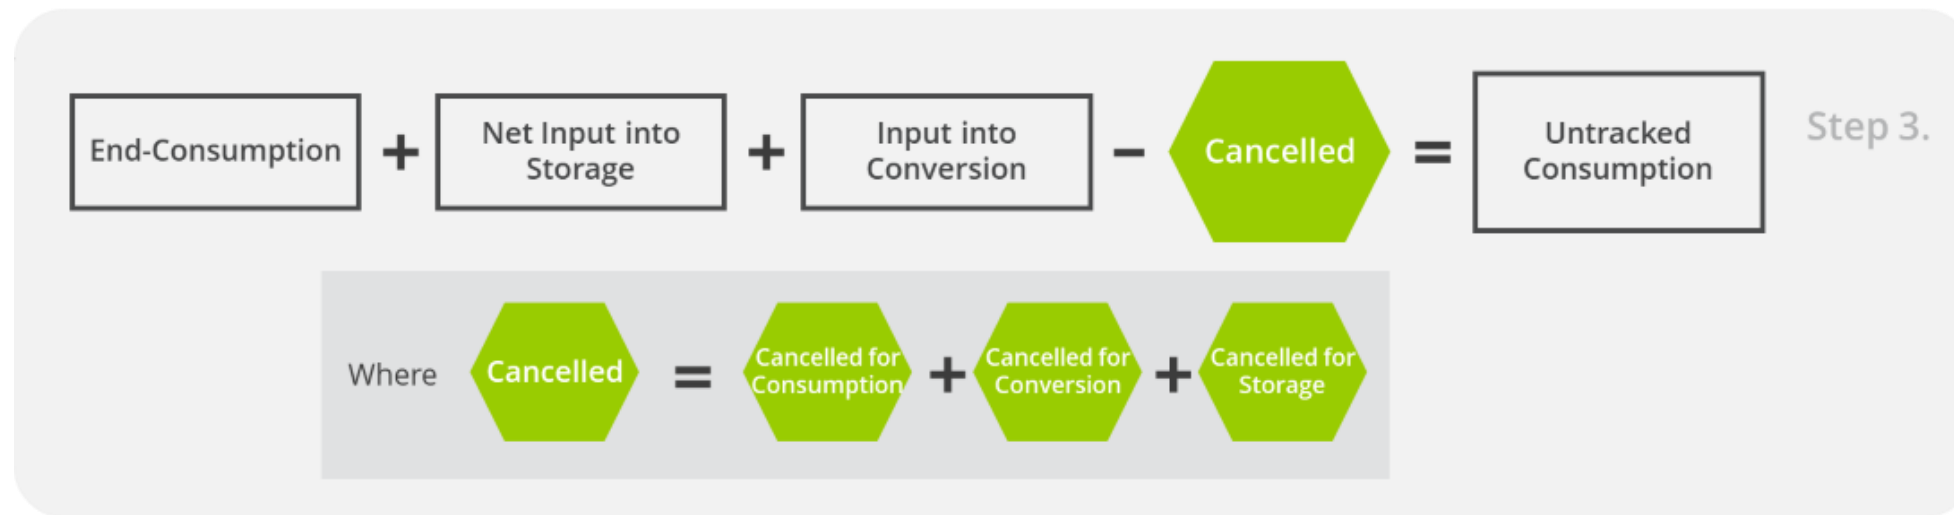 End-Consumption + Net Input into Storage + Input into Conversion − Cancelled = Untracked Consumption
Step 3.
Where Cancelled = Cancelled for Consumption + Cancelled for Conversion + Cancelled for Storage